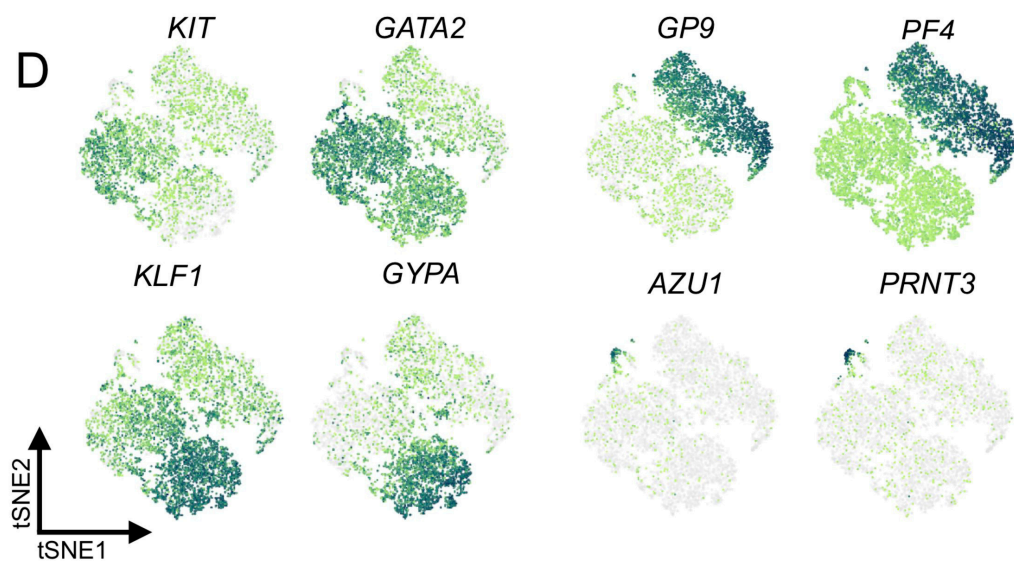 D
KIT GATA2 GP9 PF4
KLF1 GYPA AZU1 PRNT3
tSNE2
tSNE1